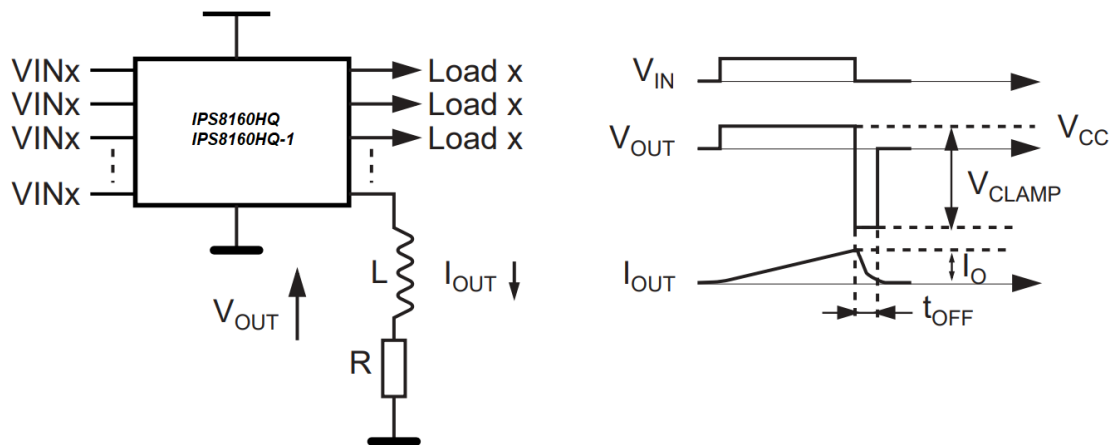 VINx
VINx
VINx
VINx
IPS8160HQ
IPS8160HQ-1
Load x
Load x
Load x
L
R
VOUT
IOUT
VIN
VOUT
VCC
VCLAMP
IOUT
IO
tOFF